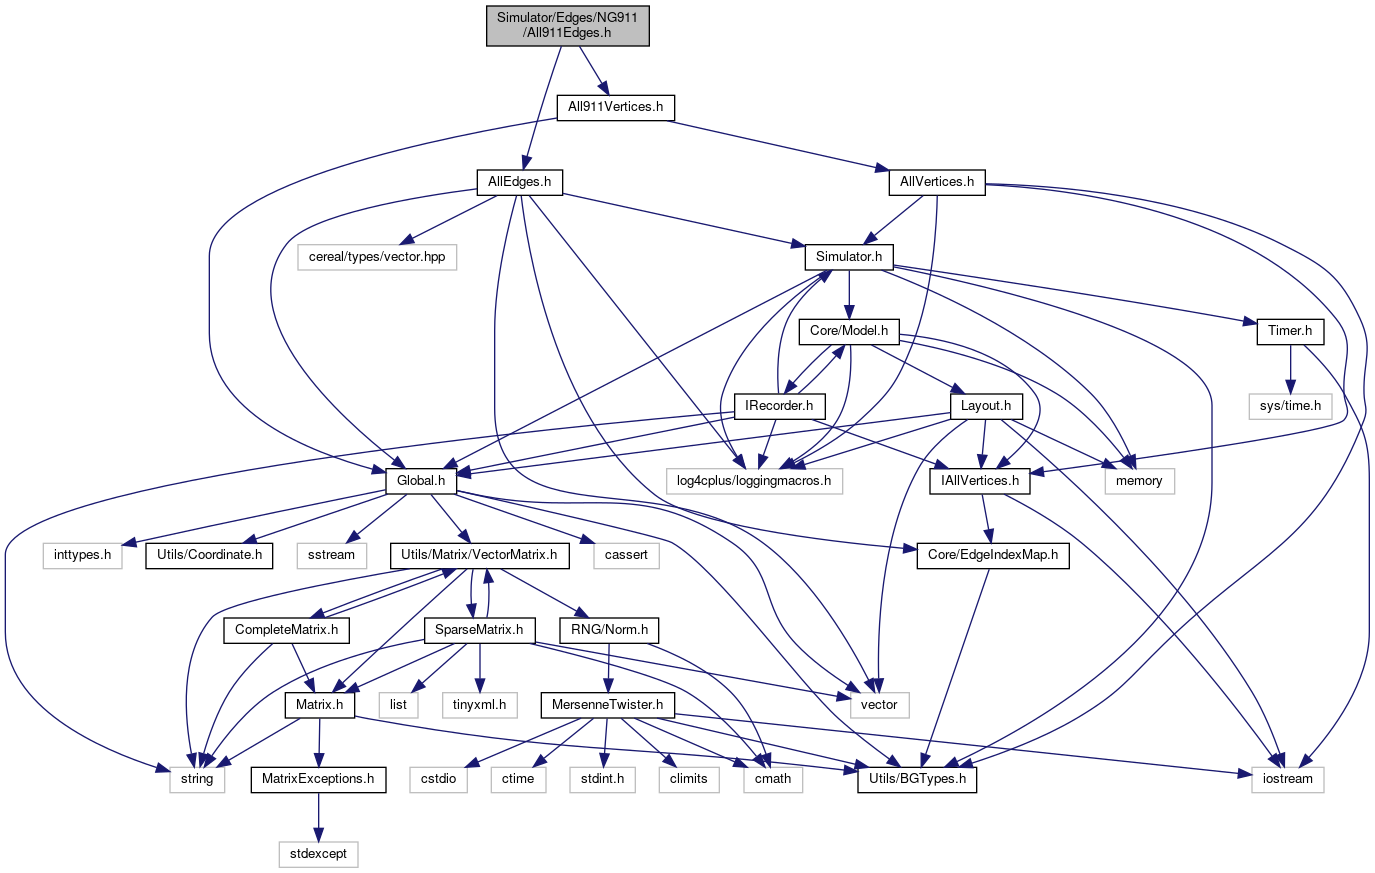 Simulator/Edges/NG911
/All911Edges.h
All911Vertices.h
AllEdges.h
AllVertices.h
cereal/types/vector.hpp
Simulator.h
Core/Model.h
Timer.h
IRecorder.h
Layout.h
sys/time.h
Global.h
log4cplus/loggingmacros.h
IAllVertices.h
memory
inttypes.h
Utils/Coordinate.h
sstream
Utils/Matrix/VectorMatrix.h
cassert
Core/EdgeIndexMap.h
CompleteMatrix.h
SparseMatrix.h
RNG/Norm.h
Matrix.h
list
tinyxml.h
MersenneTwister.h
vector
string
MatrixExceptions.h
cstdio
ctime
stdint.h
climits
cmath
Utils/BGTypes.h
iostream
stdexcept